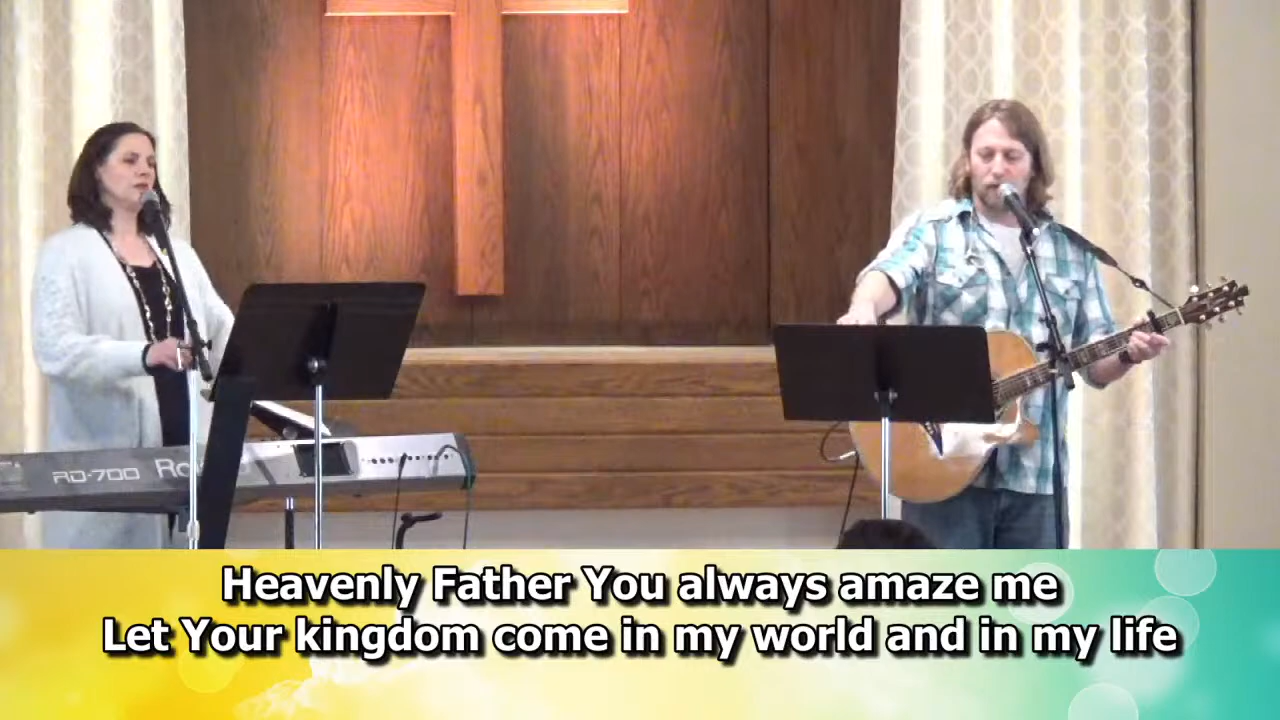 RD-700 Ro
Heavenly Father You always amaze me
Let Your kingdom come in my world and in my life